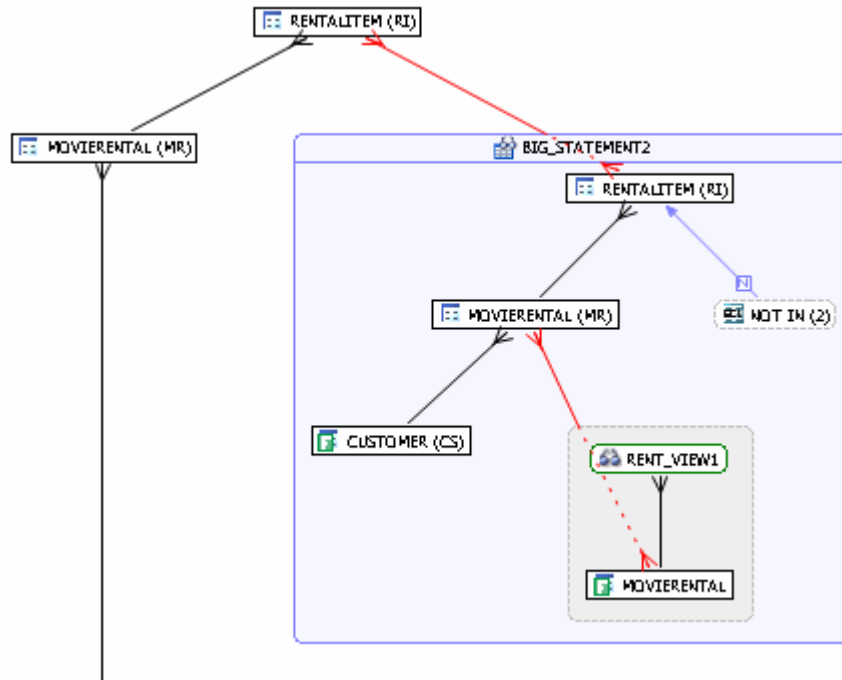 RENTALITEM (RI)
MOVIERENTAL (MR)
BIG_STATEMENT2
RENTALITEM (RI)
N
MOVIERENTAL (MR)
NOT IN (2)
CUSTOMER (CS)
RENT_VIEW1
MOVIERENTAL